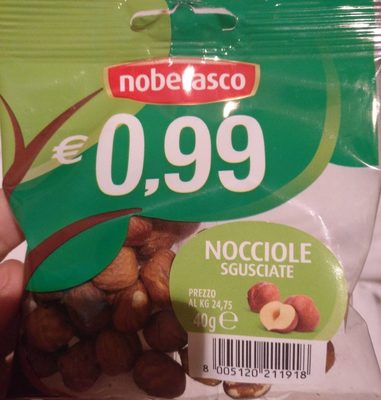 noberasco
€ 0,99
NOCCIOLE
SGUSCIATE
PREZZO
AL KG 24,75
40g e
8 005120 211918